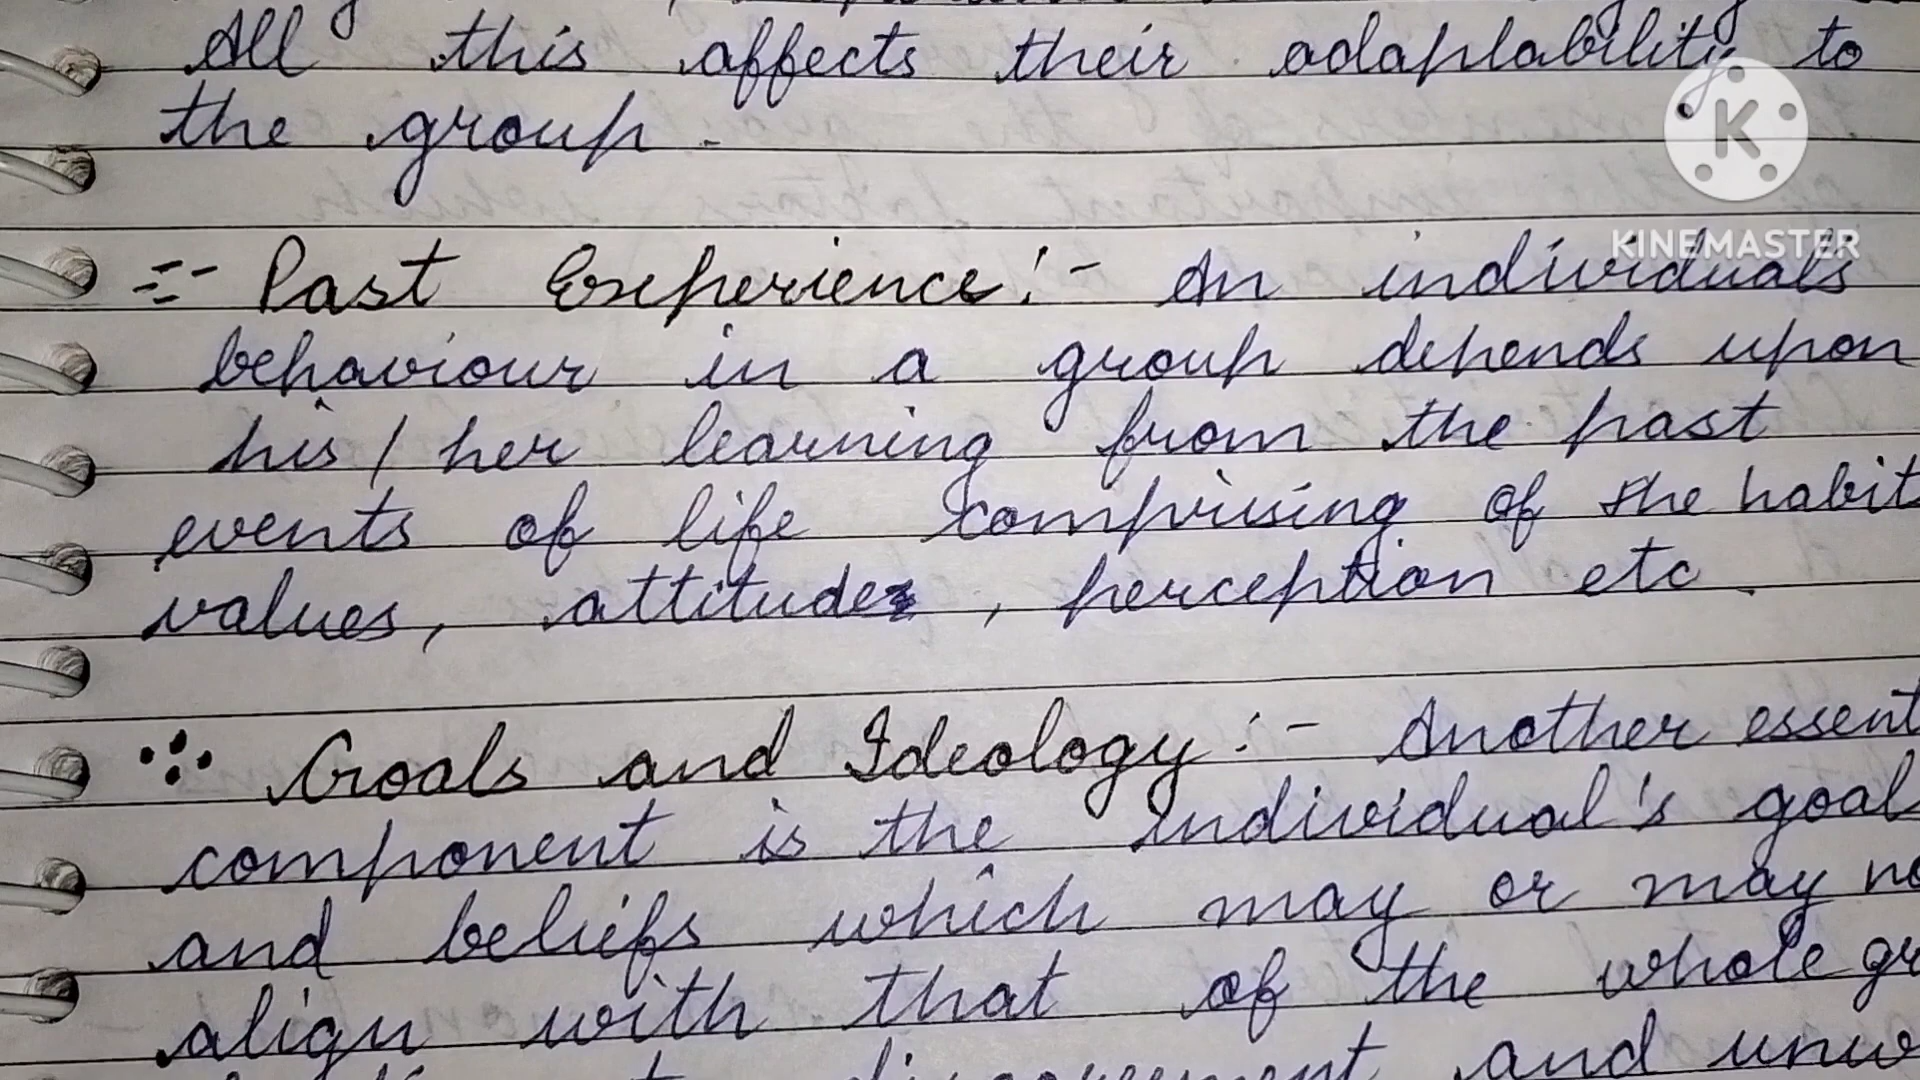 All this affects their adaptability to
the group.
Past Experience:- An individuals
behaviour in a group depends upon
his/her learning from the past
events of life comprising of the habit
values, attitudes, perception etc.
Goals and Ideology:- Another essent
component is the individual's goal
and beliefs which may or may no
align with that of the whole gr
and unw
K
KINEMASTER